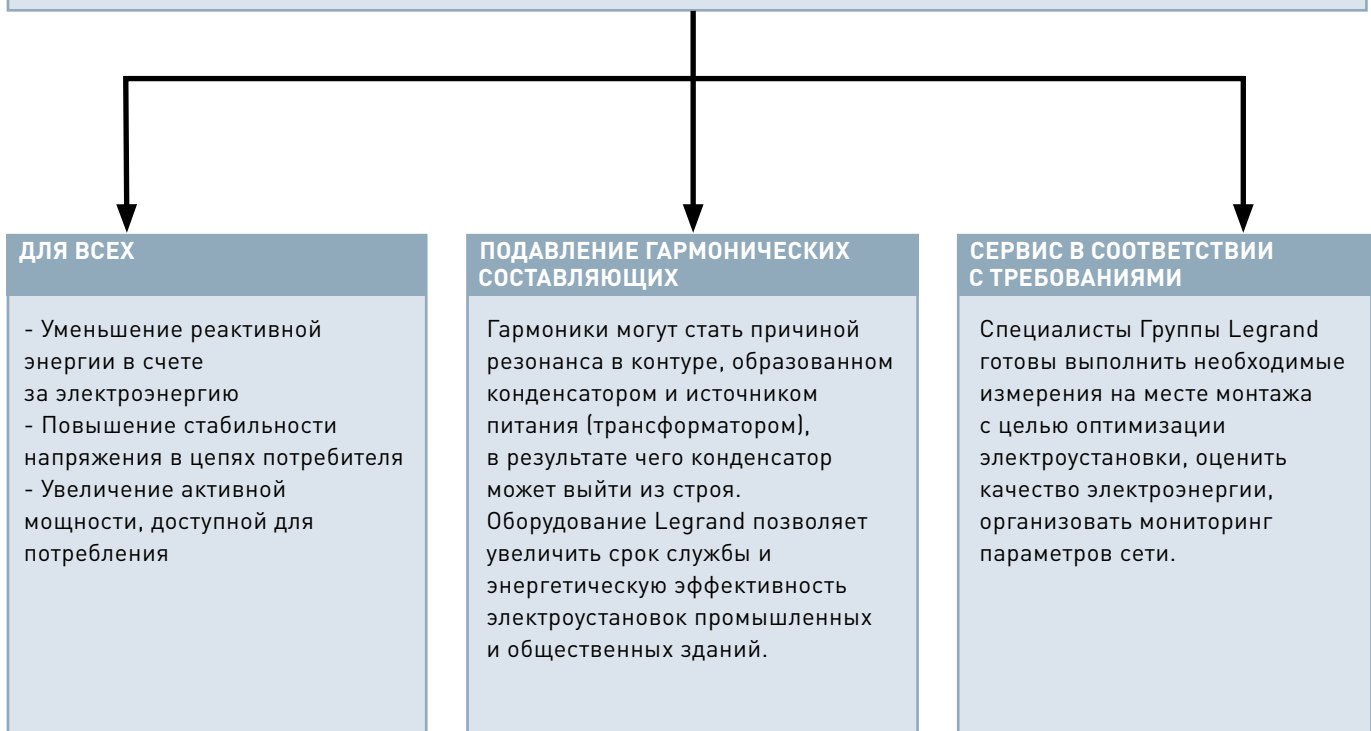 ДЛЯ ВСЕХ
- Уменьшение реактивной
энергии в счете
за электроэнергию
- Повышение стабильности
напряжения в цепях потребителя
- Увеличение активной
мощности, доступной для
потребления
ПОДАВЛЕНИЕ ГАРМОНИЧЕСКИХ
СОСТАВЛЯЮЩИХ
Гармоники могут стать причиной
резонанса в контуре, образованном
конденсатором и источником
питания (трансформатором),
в результате чего конденсатор
может выйти из строя.
Оборудование Legrand позволяет
увеличить срок службы и
энергетическую эффективность
электроустановок промышленных
и общественных зданий.
СЕРВИС В СООТВЕТСТВИИ
С ТРЕБОВАНИЯМИ
Специалисты Группы Legrand
готовы выполнить необходимые
измерения на месте монтажа
с целью оптимизации
электроустановки, оценить
качество электроэнергии,
организовать мониторинг
параметров сети.